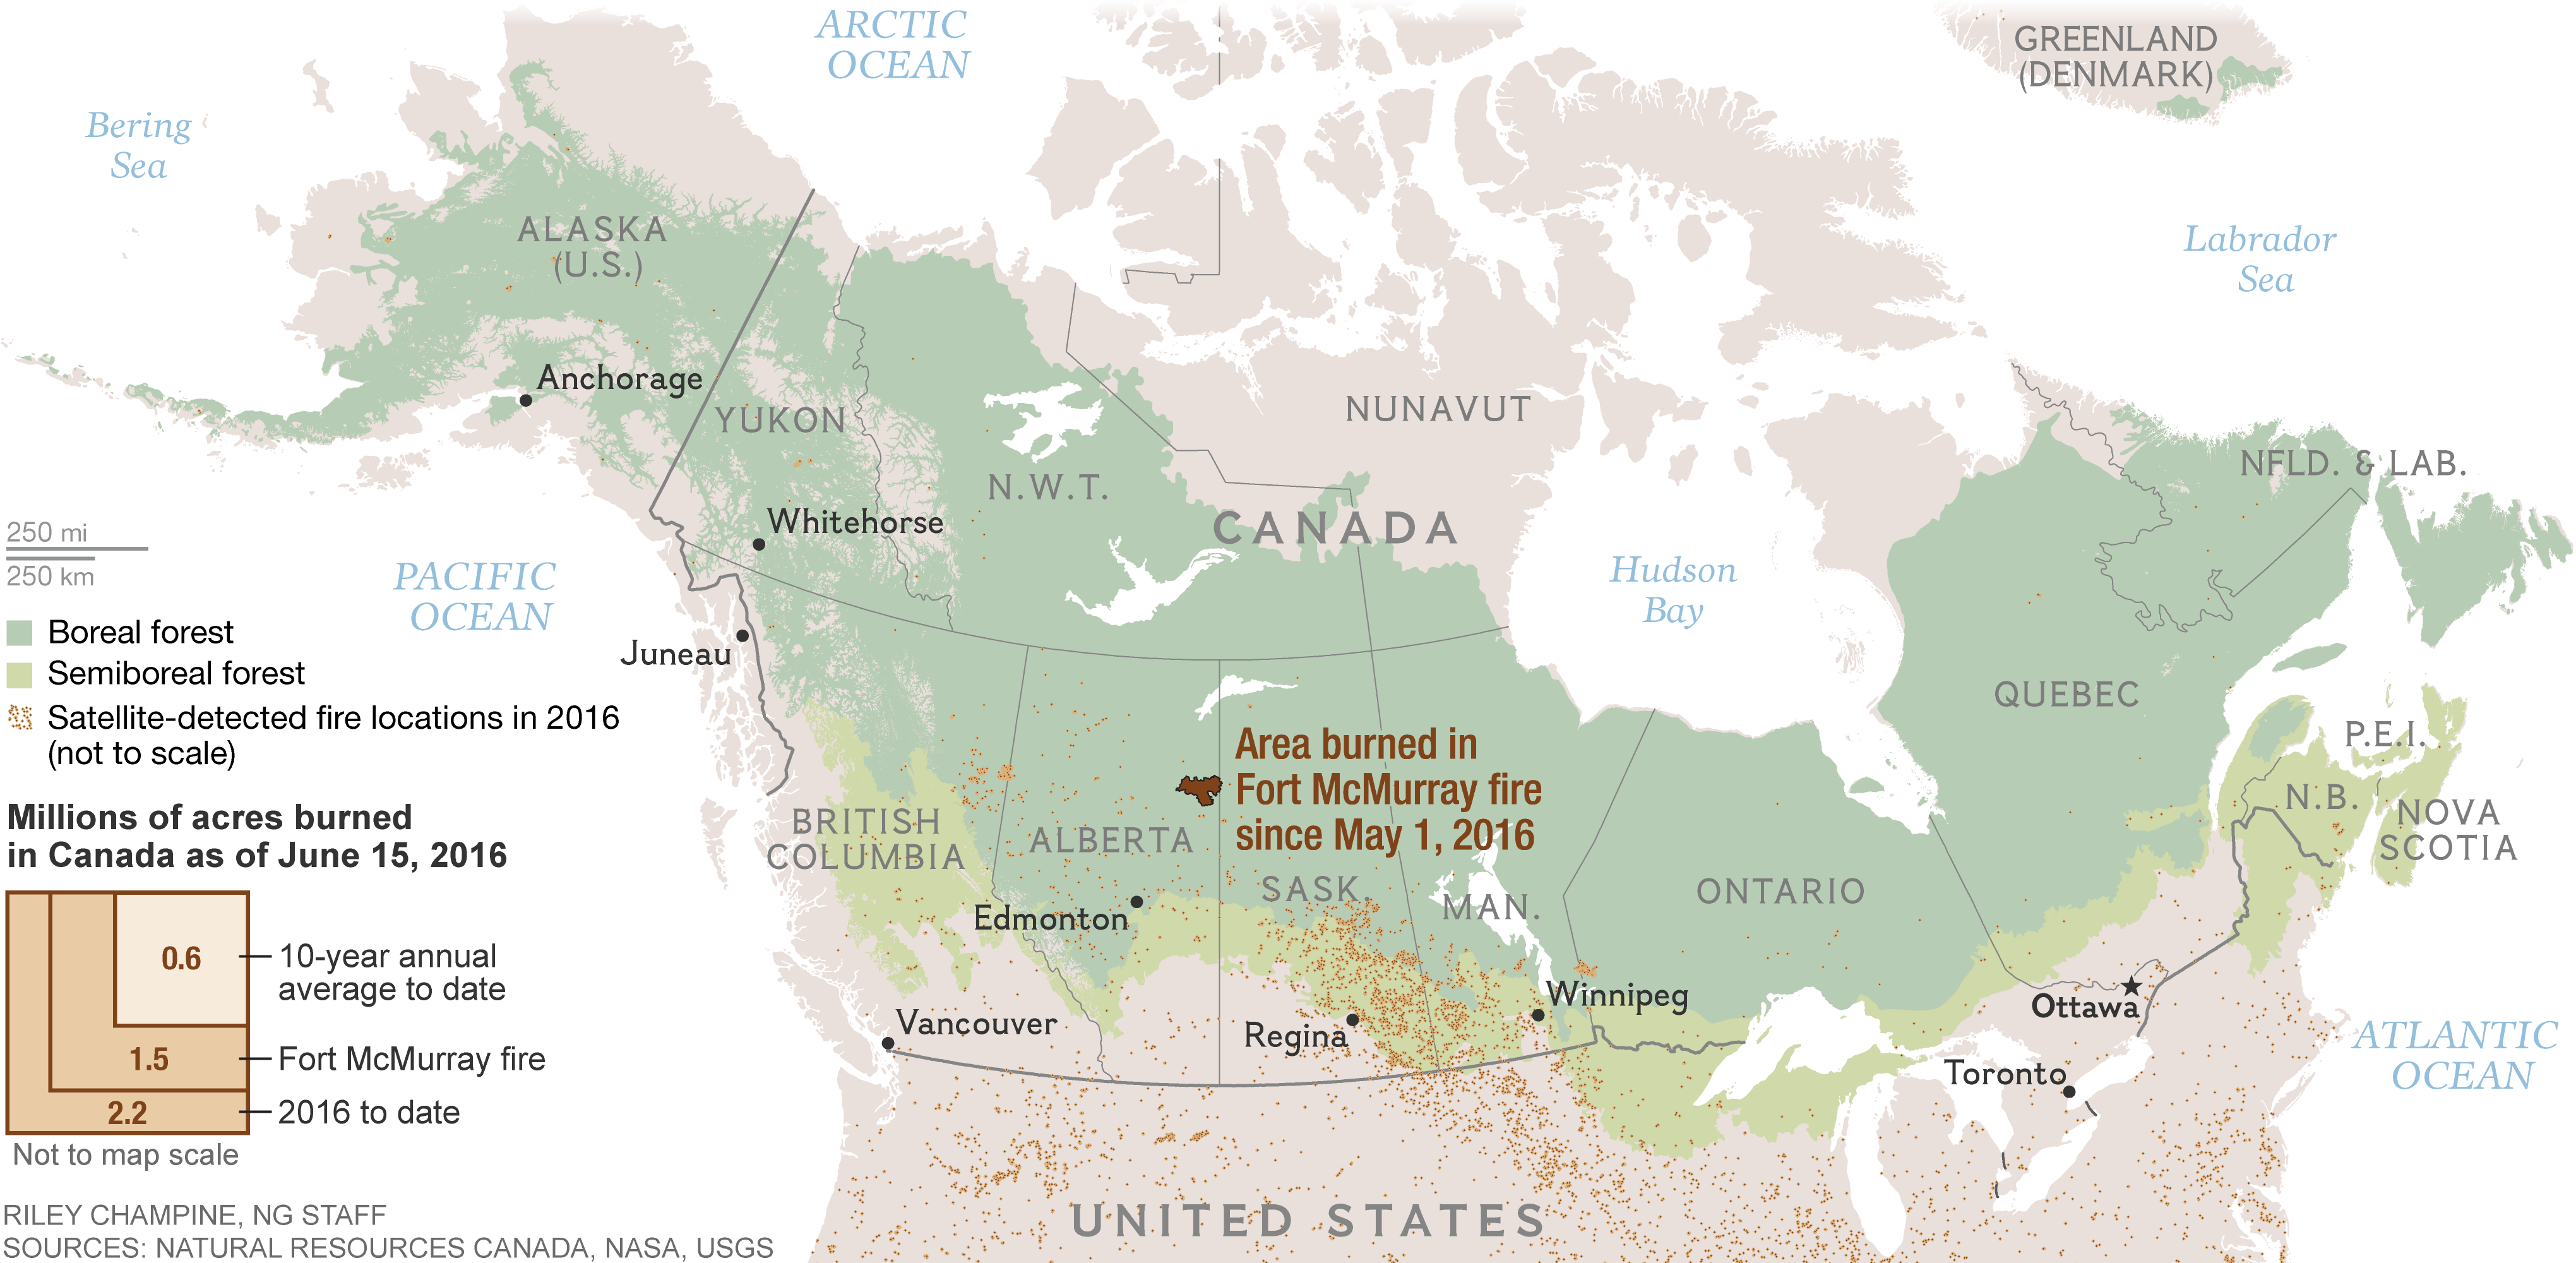 ARCTIC
OCEAN
GREENLAND
(DENMARK)
Bering
Sea
ALASKA
(U.S.)
Labrador
Sea
Anchorage
YUKON
NUNAVUT
N.W.T.
NFLD. & LAB.
Whitehorse
CANADA
250 mi
250 km
PACIFIC
OCEAN
Hudson
Bay
Juneau
Boreal forest
Semiboreal forest
Satellite-detected fire locations in 2016
(not to scale)
QUEBEC
P.E.I.
Area burned in
Fort McMurray fire
since May 1, 2016
N.B.
NOVA
SCOTIA
BRITISH
COLUMBIA
ALBERTA
SASK.
MAN.
ONTARIO
Edmonton
Millions of acres burned
in Canada as of June 15, 2016
0.6
10-year annual
average to date
1.5
Fort McMurray fire
2.2
2016 to date
Not to map scale
Vancouver
Regina
Winnipeg
Ottawa
Toronto
ATLANTIC
OCEAN
UNITED STATES
RILEY CHAMPINE, NG STAFF
SOURCES: NATURAL RESOURCES CANADA, NASA, USGS